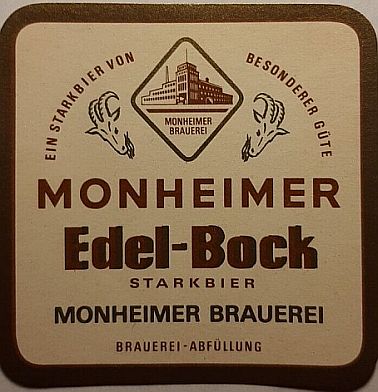 EIN STARKBIER VON
BESONDERER GÜTE
MONHEIMER
BRAUEREI
MONHEIMER
Edel-Bock
STARKBIER
MONHEIMER BRAUEREI
BRAUEREI-ABFÜLLUNG